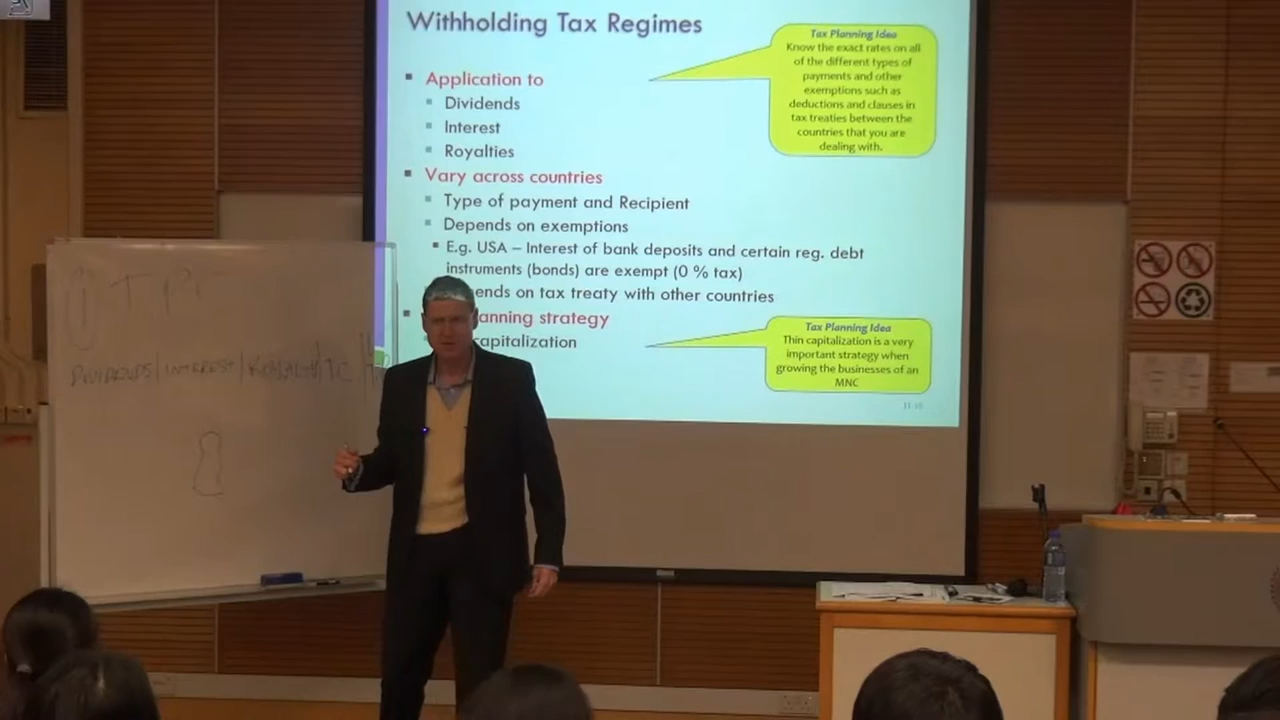 Withholding Tax Regimes
Application to
Dividends
Interest
Royalties
Vary across countries
Type of payment and Recipient
Depends on exemptions
E.g. USA – Interest of bank deposits and certain reg. debt
instruments (bonds) are exempt (0 % tax)
ends on tax treaty with other countries
anning strategy
capitalization
Tax Planning Idea
Know the exact rates on all
of the different types of
payments and other
exemptions such as
deductions and clauses in
tax treaties between the
countries that you are
dealing with.
Tax Planning Idea
Thin capitalization is a very
important strategy when
growing the businesses of an
MNC
DIVIDENDS | INTEREST | ROYALTY | TC